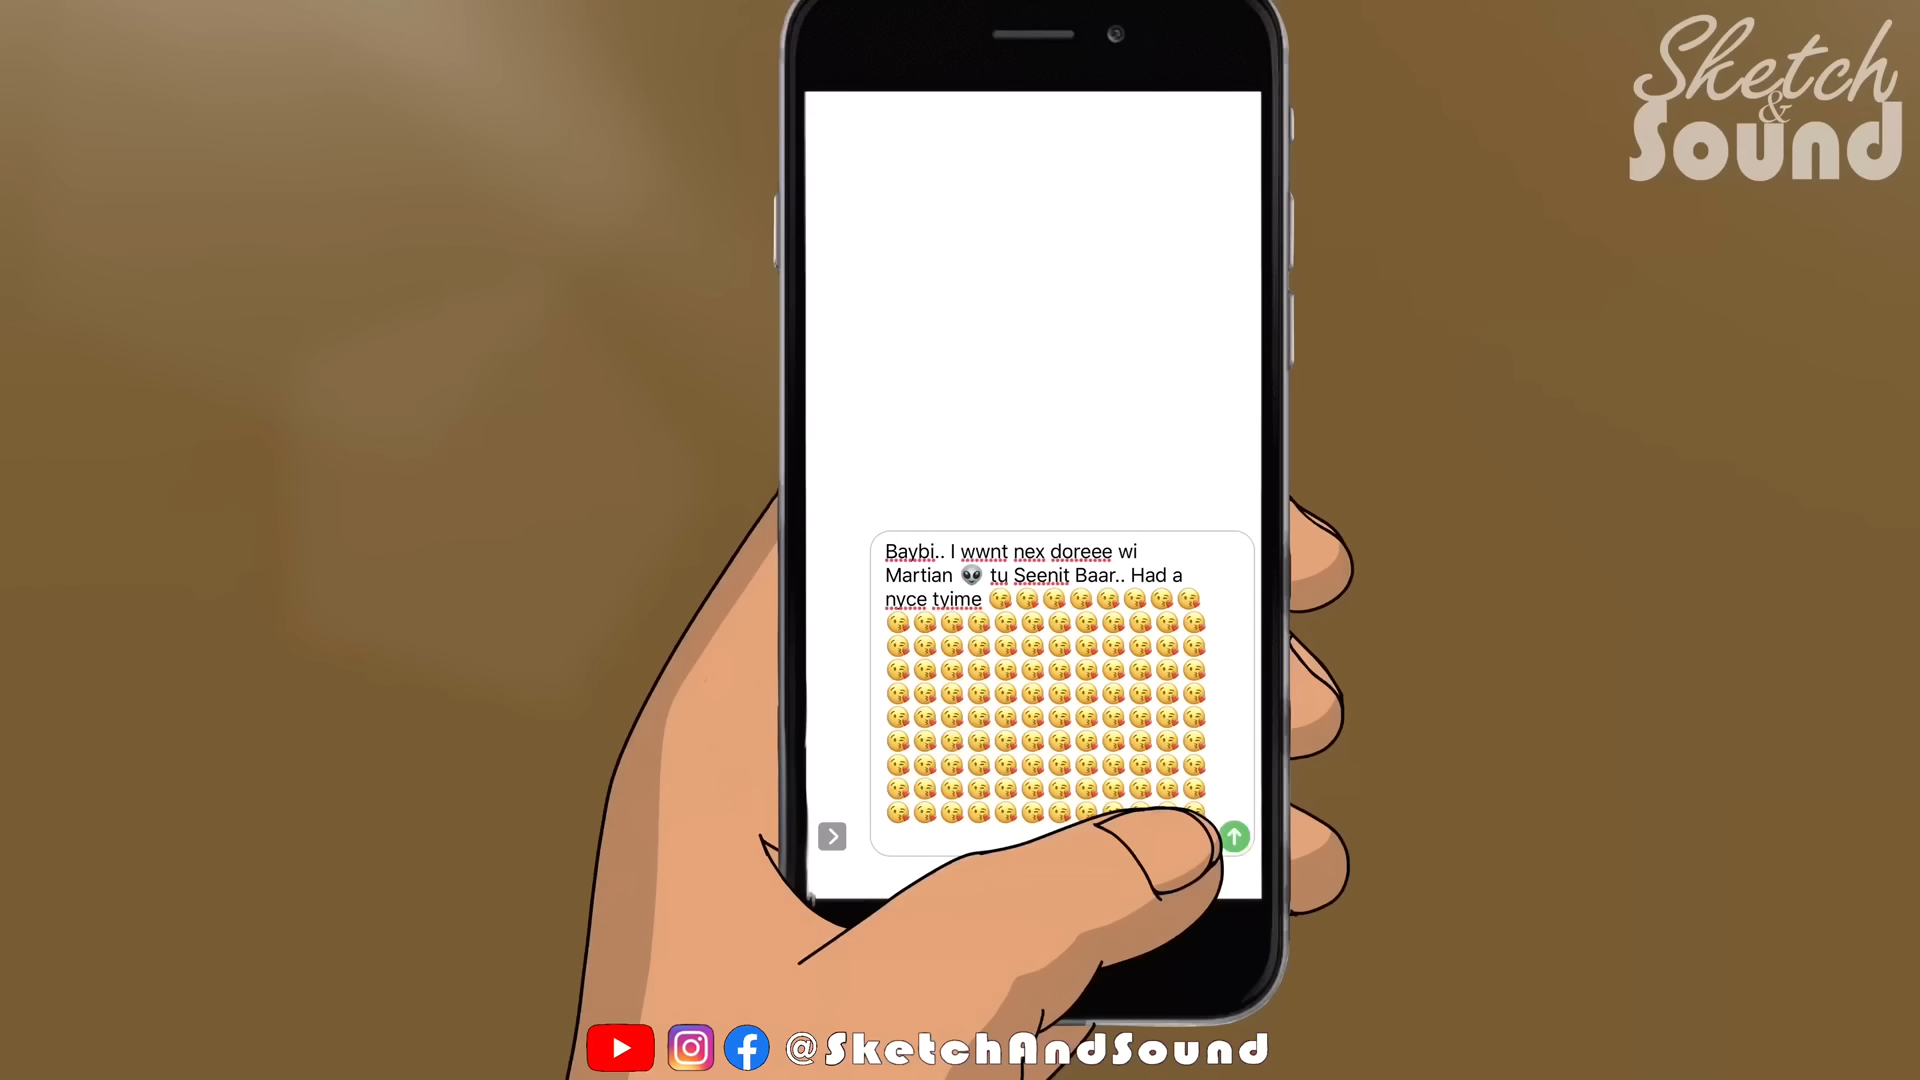 Sketch
&
Sound
Baybi.. I wwnt nex doreee wi
Martian 👽 tu Seenit Baar.. Had a
nyce tyime 😘😘😘😘😘😘😘😘
😘😘😘😘😘😘😘😘😘😘😘😘
😘😘😘😘😘😘😘😘😘😘😘😘
😘😘😘😘😘😘😘😘😘😘😘😘
😘😘😘😘😘😘😘😘😘😘😘😘
😘😘😘😘😘😘😘😘😘😘😘😘
😘😘😘😘😘😘😘😘😘😘😘😘
😘😘😘😘😘😘😘😘😘😘😘😘
😘😘😘😘😘😘😘😘😘😘😘😘
😘😘😘😘😘😘😘😘😘😘😘😘
@SketchAndSound